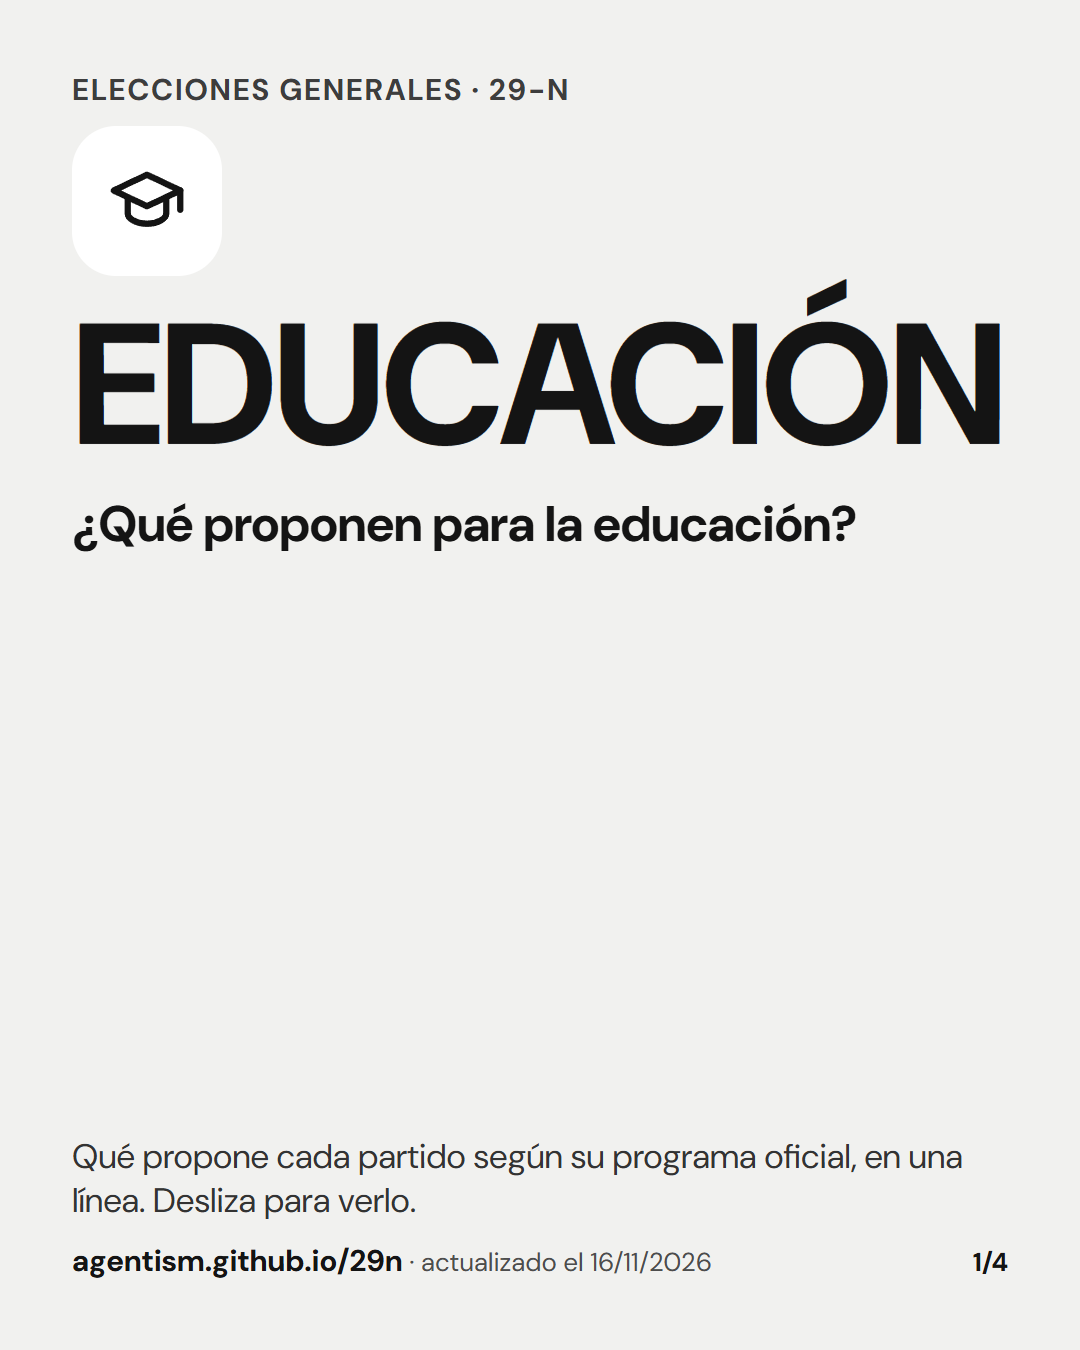 ELECCIONES GENERALES · 29-N
EDUCACIÓN
¿Qué proponen para la educación?
Qué propone cada partido según su programa oficial, en una
línea. Desliza para verlo.
agentism.github.io/29n · actualizado el 16/11/2026
1/4